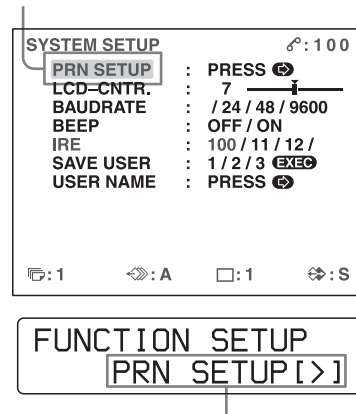 SYSTEM SETUP :100
PRN SETUP : PRESS
LCD–CNTR. : 7
BAUDRATE : / 24 / 48 / 9600
BEEP : OFF / ON
IRE : 100 / 11 / 12 /
SAVE USER : 1 / 2 / 3 EXEC
USER NAME : PRESS
:1 :A :1 :S
FUNCTION SETUP
PRN SETUP[>]